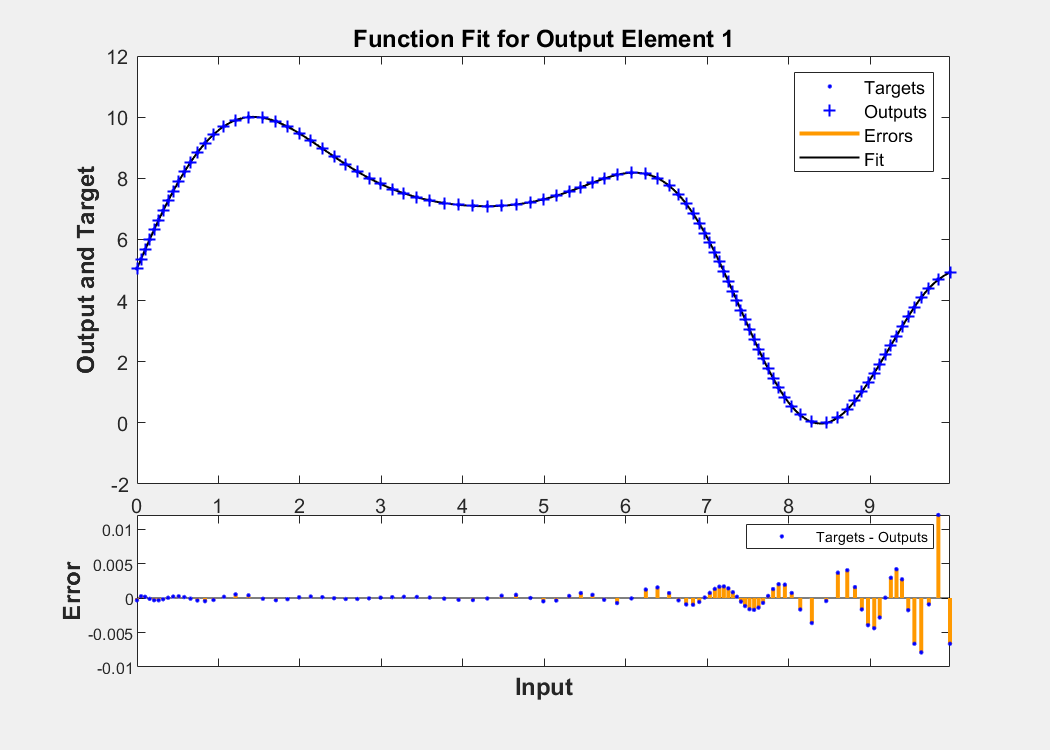 Function Fit for Output Element 1
12
10
8
6
4
2
0
-2
Output and Target
Targets
Outputs
Errors
Fit
0 1 2 3 4 5 6 7 8 9
0.01
0.005
0
-0.005
-0.01
Error
Targets - Outputs
Input